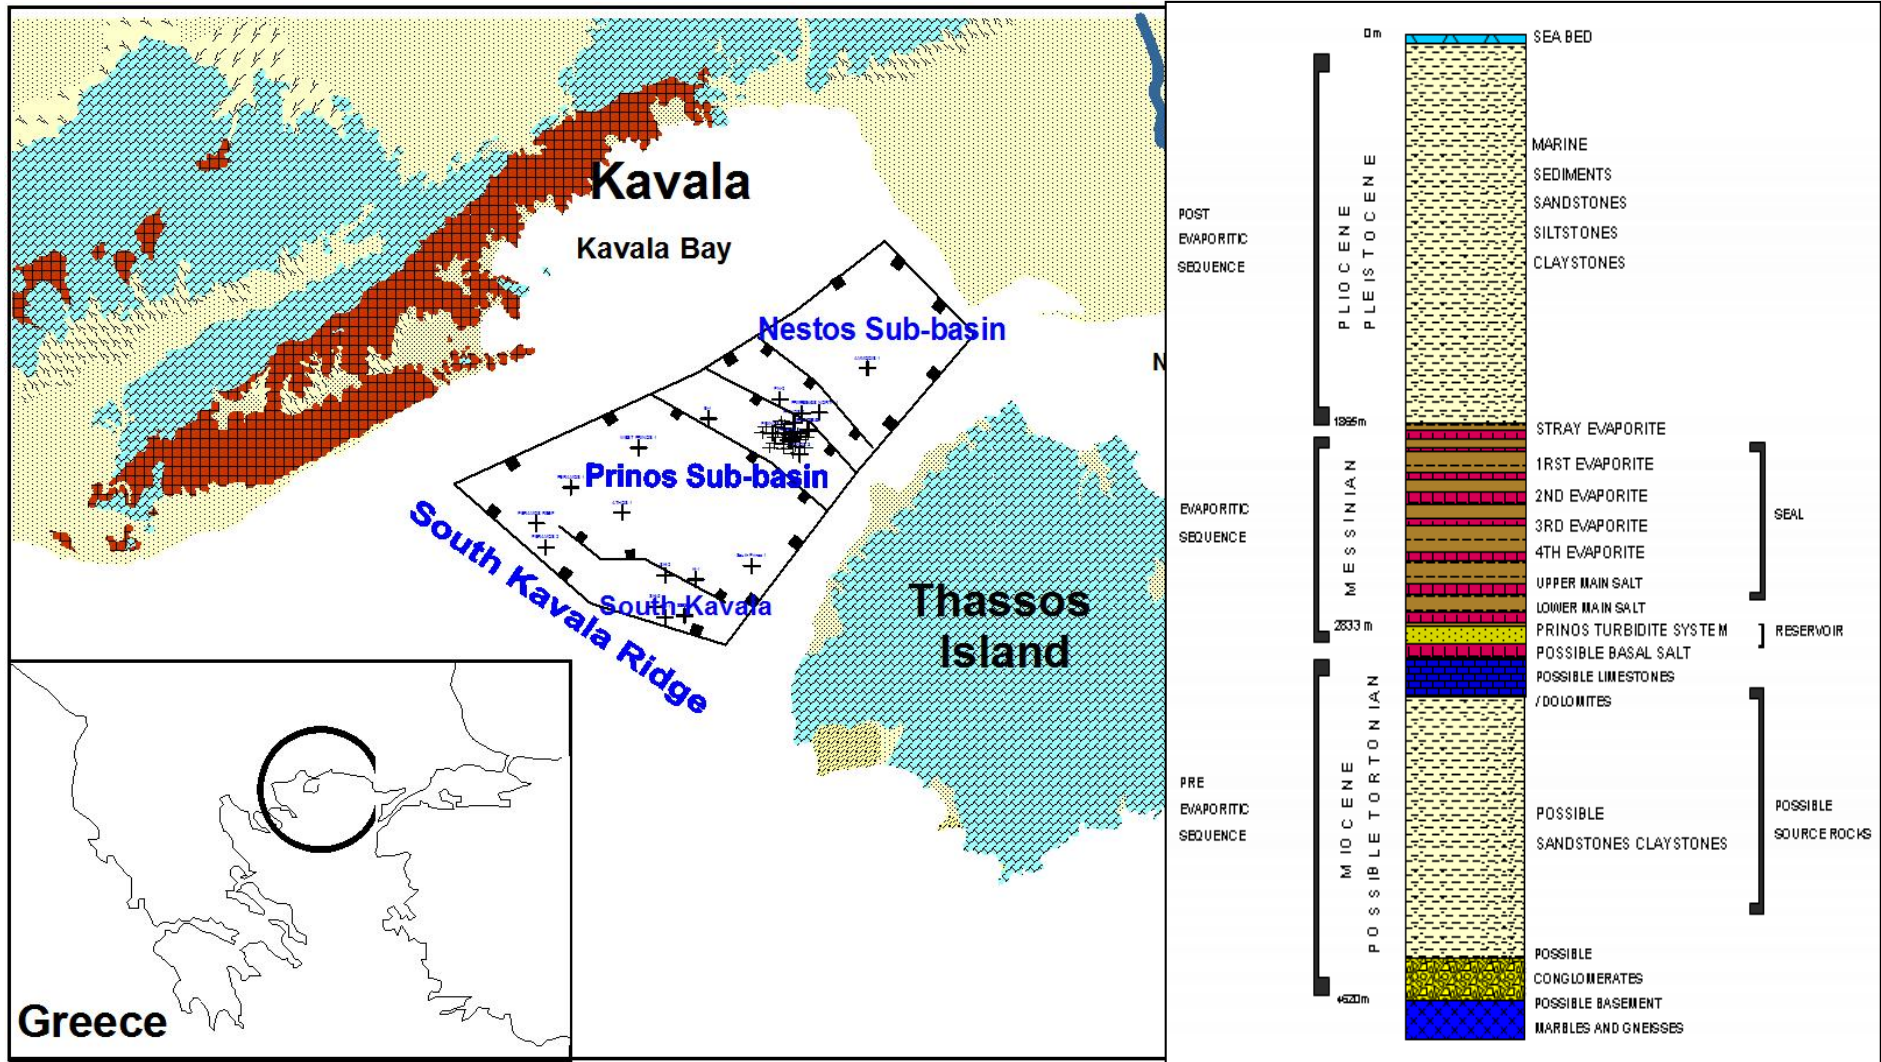 Kavala
Kavala Bay
Nestos Sub-basin
Prinos Sub-basin
South Kavala Ridge
South-Kavala
Thassos
Island
N
Greece
0m
SEA BED
MARINE
SEDIMENTS
SANDSTONES
SILTSTONES
CLAYSTONES
POST
EVAPORITIC
SEQUENCE
PLIOCENE
PLEISTOCENE
STRAY EVAPORITE
1RST EVAPORITE
2ND EVAPORITE
3RD EVAPORITE
4TH EVAPORITE
UPPER MAIN SALT
LOWER MAIN SALT
SEAL
EVAPORITIC
SEQUENCE
MESSINIAN
2833 m
PRINOS TURBIDITE SYSTEM
RESERVOIR
POSSIBLE BASAL SALT
POSSIBLE LIMESTONES
/DOLOMITES
PRE
EVAPORITIC
SEQUENCE
MIOCENE
POSSIBLE TORTONIAN
POSSIBLE
SANDSTONES CLAYSTONES
POSSIBLE
SOURCE ROCKS
POSSIBLE
CONGLOMERATES
4620m
POSSIBLE BASEMENT
MARBLES AND GNEISSES